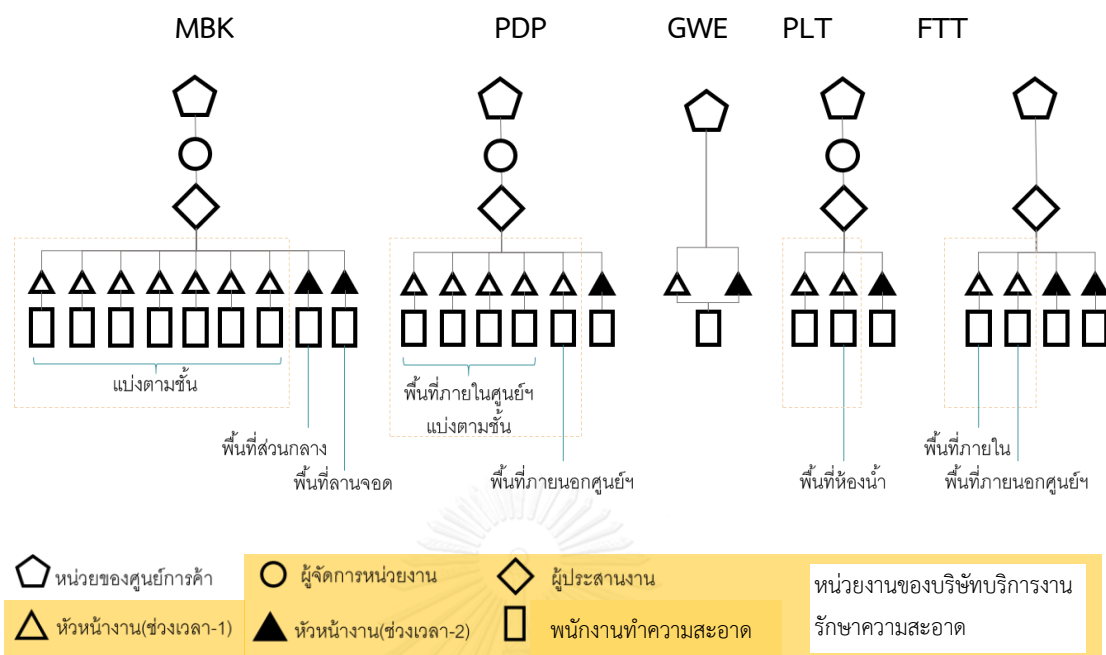 MBK PDP GWE PLT FTT
แบ่งตามชั้น
พื้นที่ภายในศูนย์ฯ
แบ่งตามชั้น
พื้นที่ส่วนกลาง
พื้นที่ภายใน
พื้นที่ลานจอด
พื้นที่ภายนอกศูนย์ฯ
พื้นที่ห้องน้ำ
พื้นที่ภายนอกศูนย์ฯ
หน่วยของศูนย์การค้า
ผู้จัดการหน่วยงาน
ผู้ประสานงาน
หัวหน้างาน(ช่วงเวลา-1)
หัวหน้างาน(ช่วงเวลา-2)
พนักงานทำความสะอาด
หน่วยงานของบริษัทบริการงาน
รักษาความสะอาด